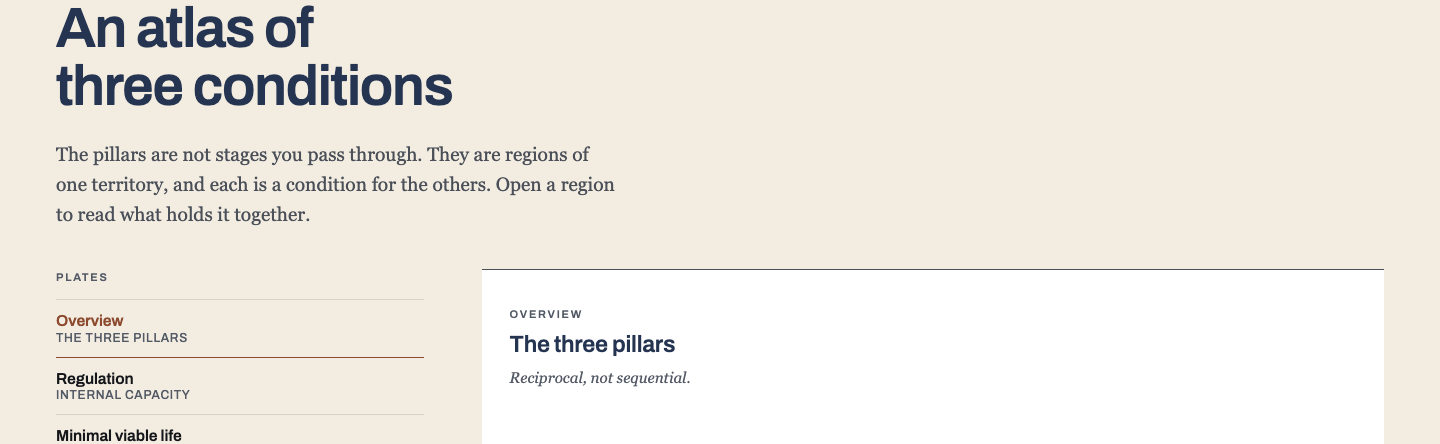 An atlas of
three conditions
The pillars are not stages you pass through. They are regions of
one territory, and each is a condition for the others. Open a region
to read what holds it together.
PLATES
Overview
THE THREE PILLARS
Regulation
INTERNAL CAPACITY
Minimal viable life
OVERVIEW
The three pillars
Reciprocal, not sequential.